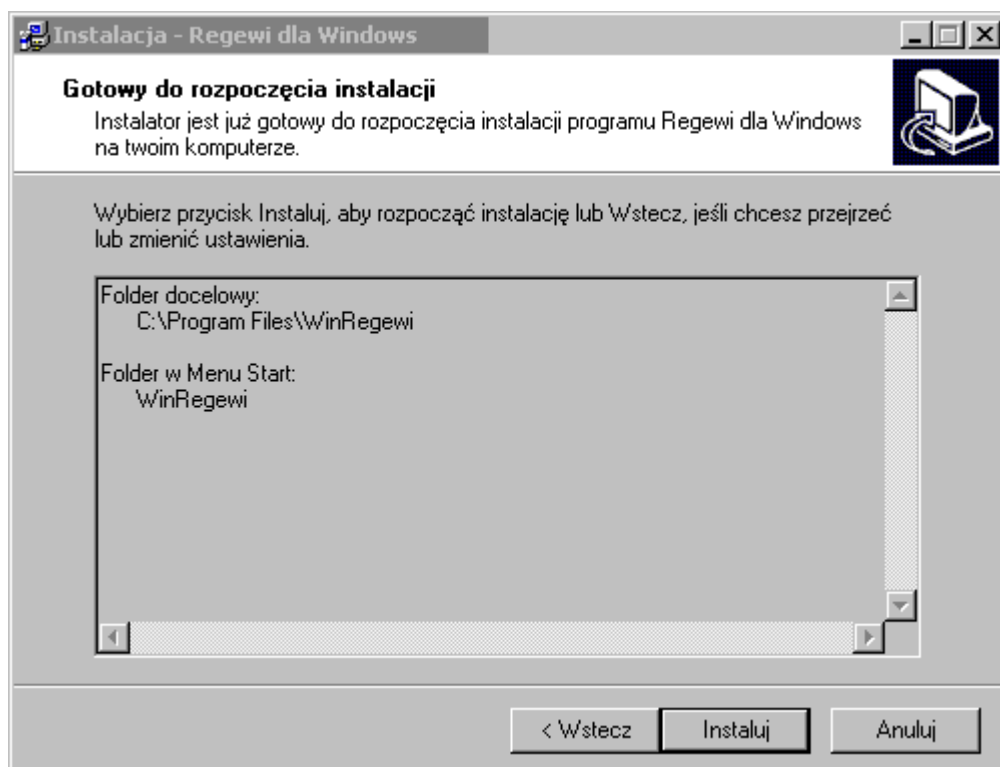 Instalacja - Regewi dla Windows
Gotowy do rozpoczęcia instalacji
Instalator jest już gotowy do rozpoczęcia instalacji programu Regewi dla Windows
na twoim komputerze.
Wybierz przycisk Instaluj, aby rozpocząć instalację lub Wstecz, jeśli chcesz przejrzeć
lub zmienić ustawienia.
Folder docelowy:
C:\Program Files\WinRegewi
Folder w Menu Start:
WinRegewi
< Wstecz
Instaluj
Anuluj